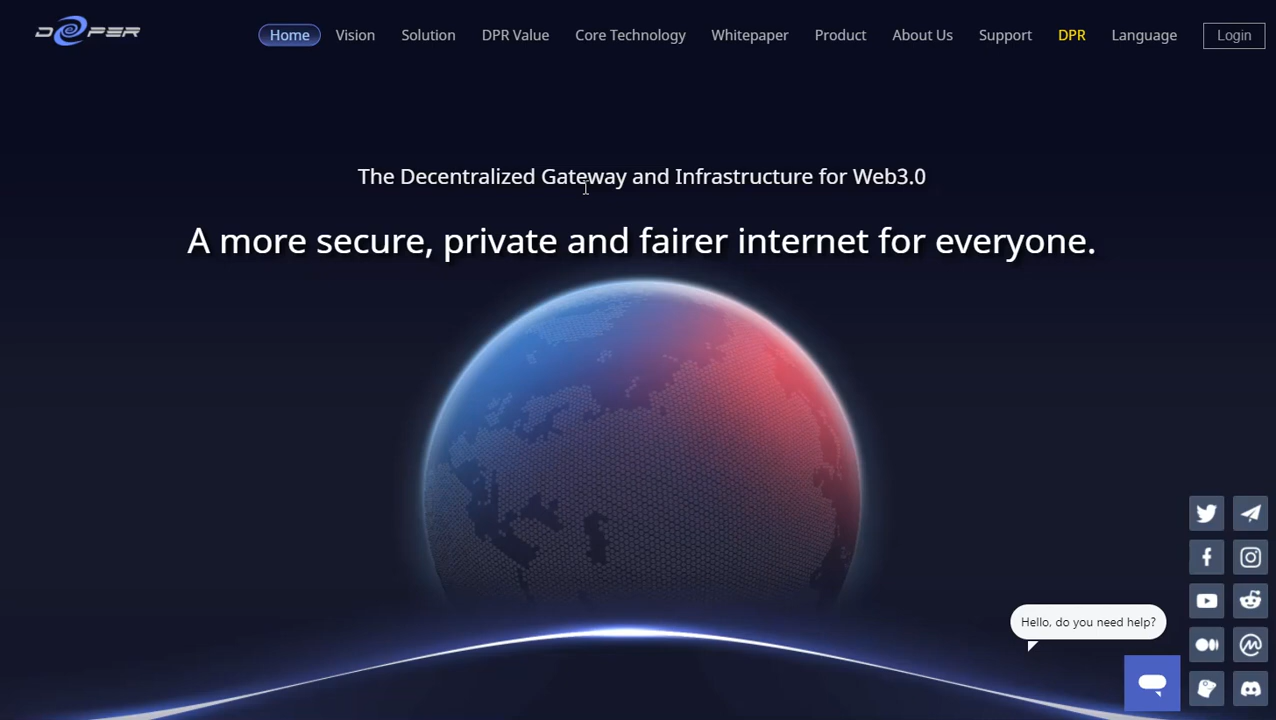 DEEPER
Home Vision Solution DPR Value Core Technology Whitepaper Product About Us Support DPR Language Login
The Decentralized Gateway and Infrastructure for Web3.0
A more secure, private and fairer internet for everyone.
Hello, do you need help?